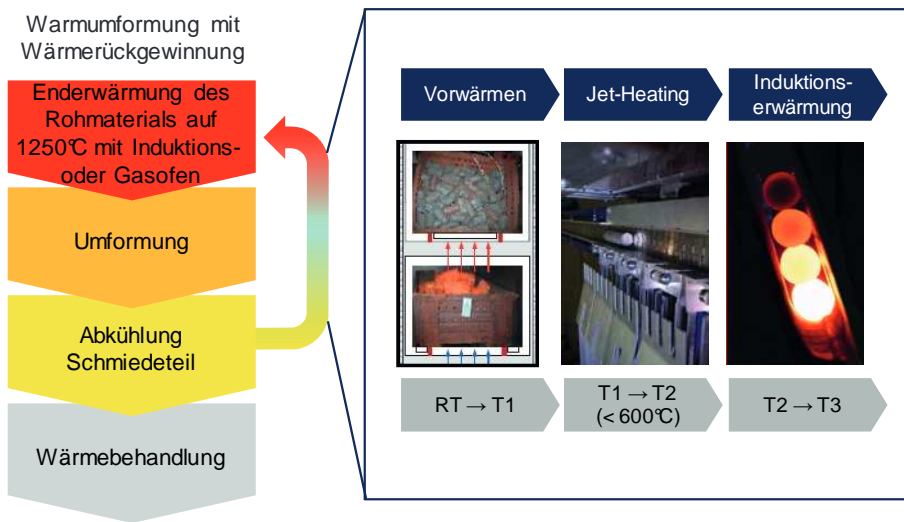 Warmumformung mit
Wärmerückgewinnung
Enderwärmung des
Rohmaterials auf
1250°C mit Induktions-
oder Gasofen
Umformung
Abkühlung
Schmiedeteil
Wärmebehandlung
Vorwärmen
Jet-Heating
Induktions-
erwärmung
RT → T1
T1 → T2
(< 600°C)
T2 → T3